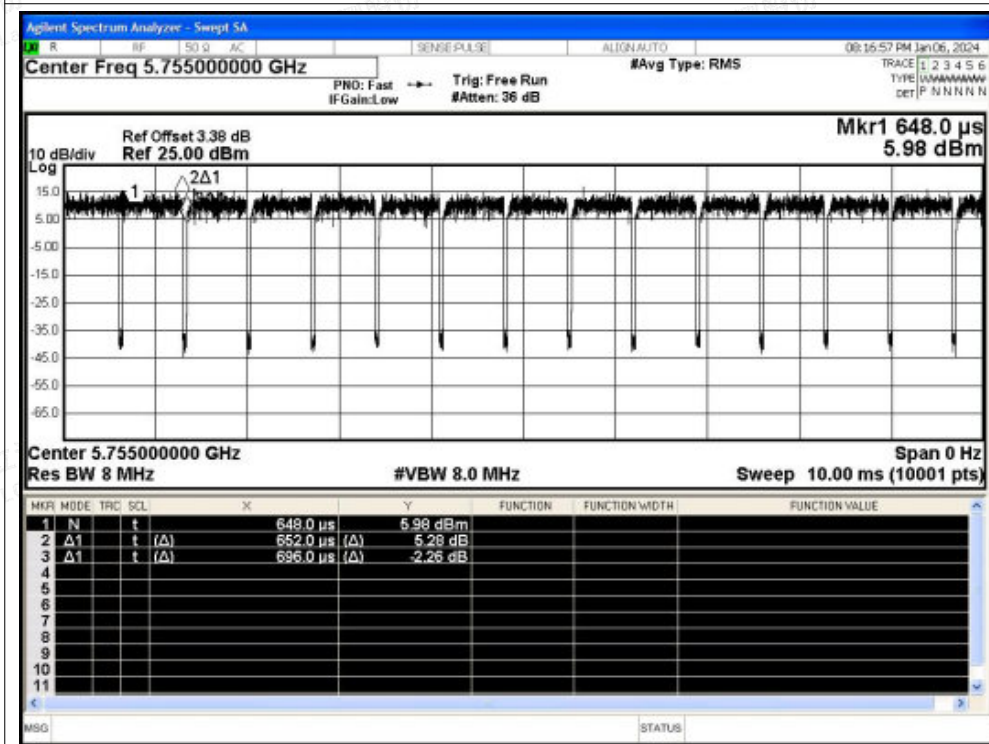 Agilent Spectrum Analyzer - Swept SA
R RF 50 Ω AC SENSE:PULSE ALIGN AUTO 08:16:57 PM Jan 06, 2024
Center Freq 5.755000000 GHz #Avg Type: RMS TRACE 1 2 3 4 5 6
PNO: Fast Trig: Free Run TYPE
IFGain:Low #Atten: 36 dB DET P N N N N N
Mkr1 648.0 µs
Ref Offset 3.38 dB
10 dB/div Ref 25.00 dBm 5.98 dBm
Log
2Δ1
15.0 1
5.00
-5.00
-15.0
-25.0
-35.0
-45.0
-55.0
-65.0
Center 5.755000000 GHz Span 0 Hz
Res BW 8 MHz #VBW 8.0 MHz Sweep 10.00 ms (10001 pts)
MKR MODE TRC SCL X Y FUNCTION FUNCTION WIDTH FUNCTION VALUE
1 N t 648.0 µs 5.98 dBm
2 Δ1 t (Δ) 652.0 µs (Δ) 5.28 dB
3 Δ1 t (Δ) 696.0 µs (Δ) -2.26 dB
4
5
6
7
8
9
10
11
MSG STATUS